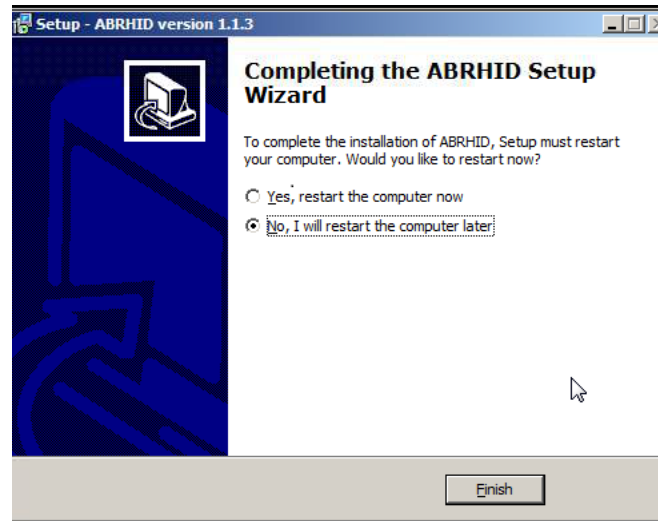 Setup - ABRHID version 1.1.3
Completing the ABRHID Setup
Wizard
To complete the installation of ABRHID, Setup must restart
your computer. Would you like to restart now?
Yes, restart the computer now
No, I will restart the computer later
Finish